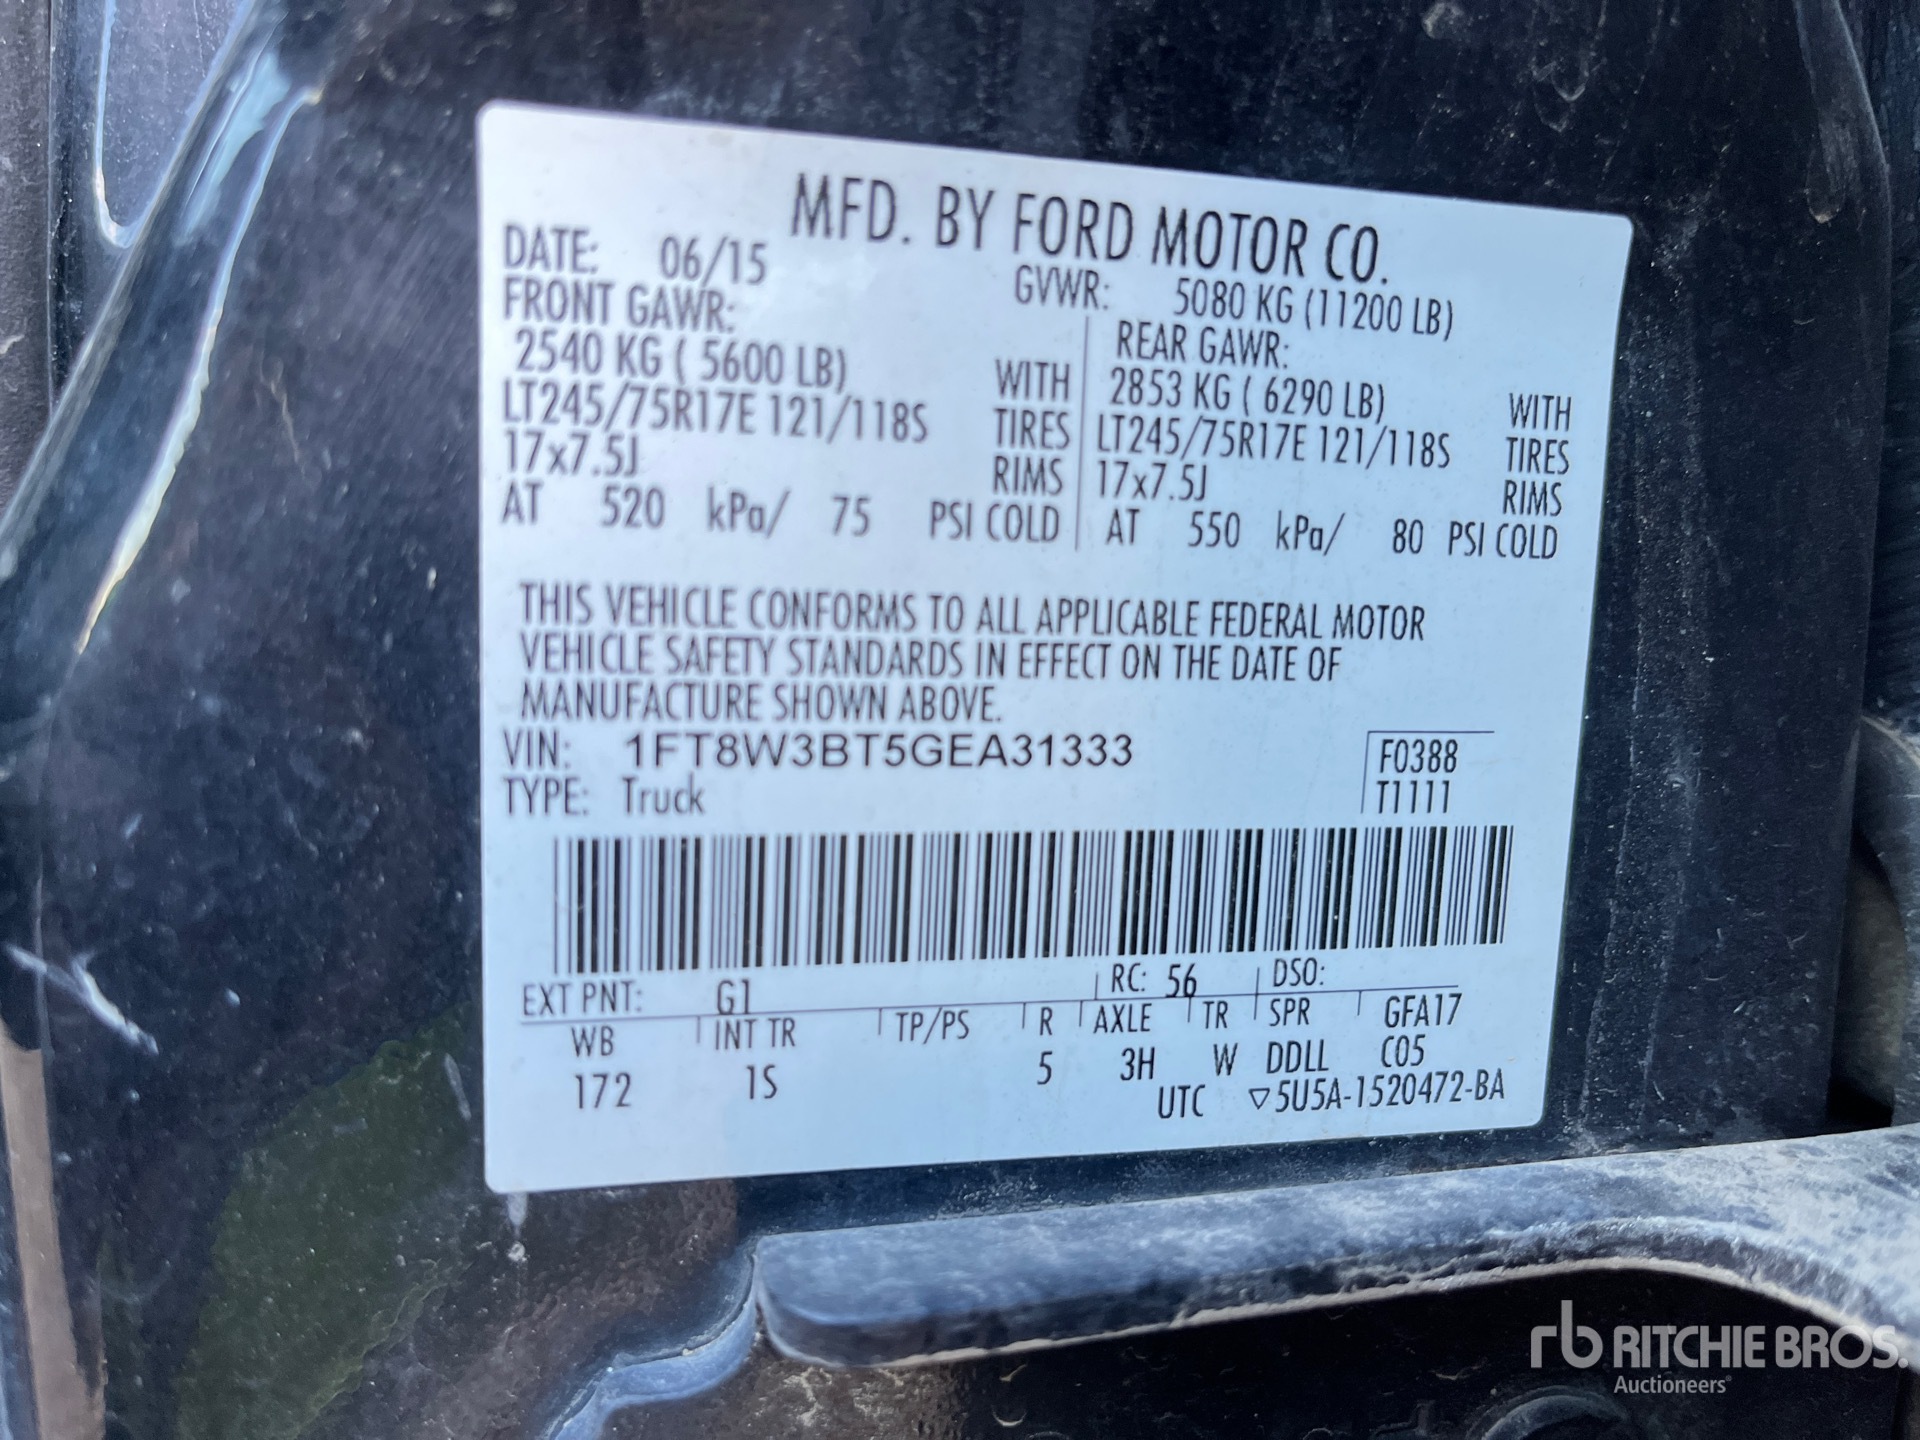 MFD. BY FORD MOTOR CO.
DATE: 06/15 GVWR: 5080 KG (11200 LB)
FRONT GAWR: REAR GAWR:
2540 KG ( 5600 LB) WITH 2853 KG ( 6290 LB) WITH
LT245/75R17E 121/118S TIRES LT245/75R17E 121/118S TIRES
17x7.5J RIMS 17x7.5J RIMS
AT 520 kPa/ 75 PSI COLD AT 550 kPa/ 80 PSI COLD
THIS VEHICLE CONFORMS TO ALL APPLICABLE FEDERAL MOTOR
VEHICLE SAFETY STANDARDS IN EFFECT ON THE DATE OF
MANUFACTURE SHOWN ABOVE.
VIN: 1FT8W3BT5GEA31333 F0388
TYPE: Truck T1111
EXT PNT: G1 RC: 56 DSO:
WB INT TR TP/PS R AXLE TR SPR GFA17
172 1S 5 3H W DDLL C05
UTC ▽5U5A-1520472-BA
rb RITCHIE BROS.
Auctioneers